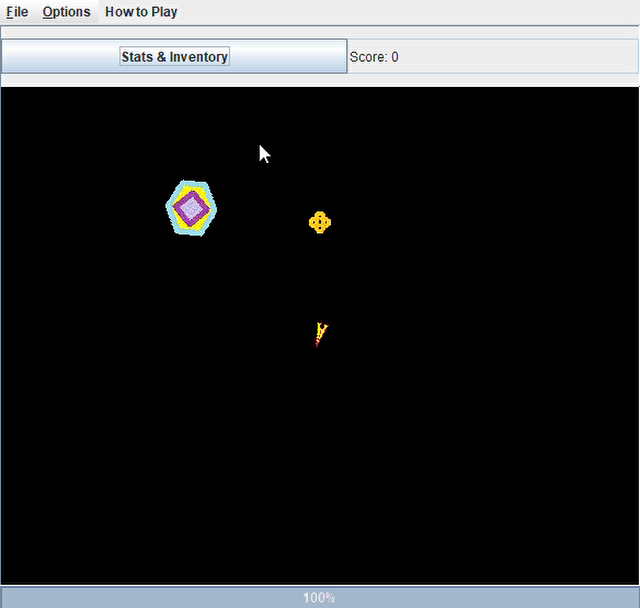 File Options How to Play
Stats & Inventory Score: 0
100%